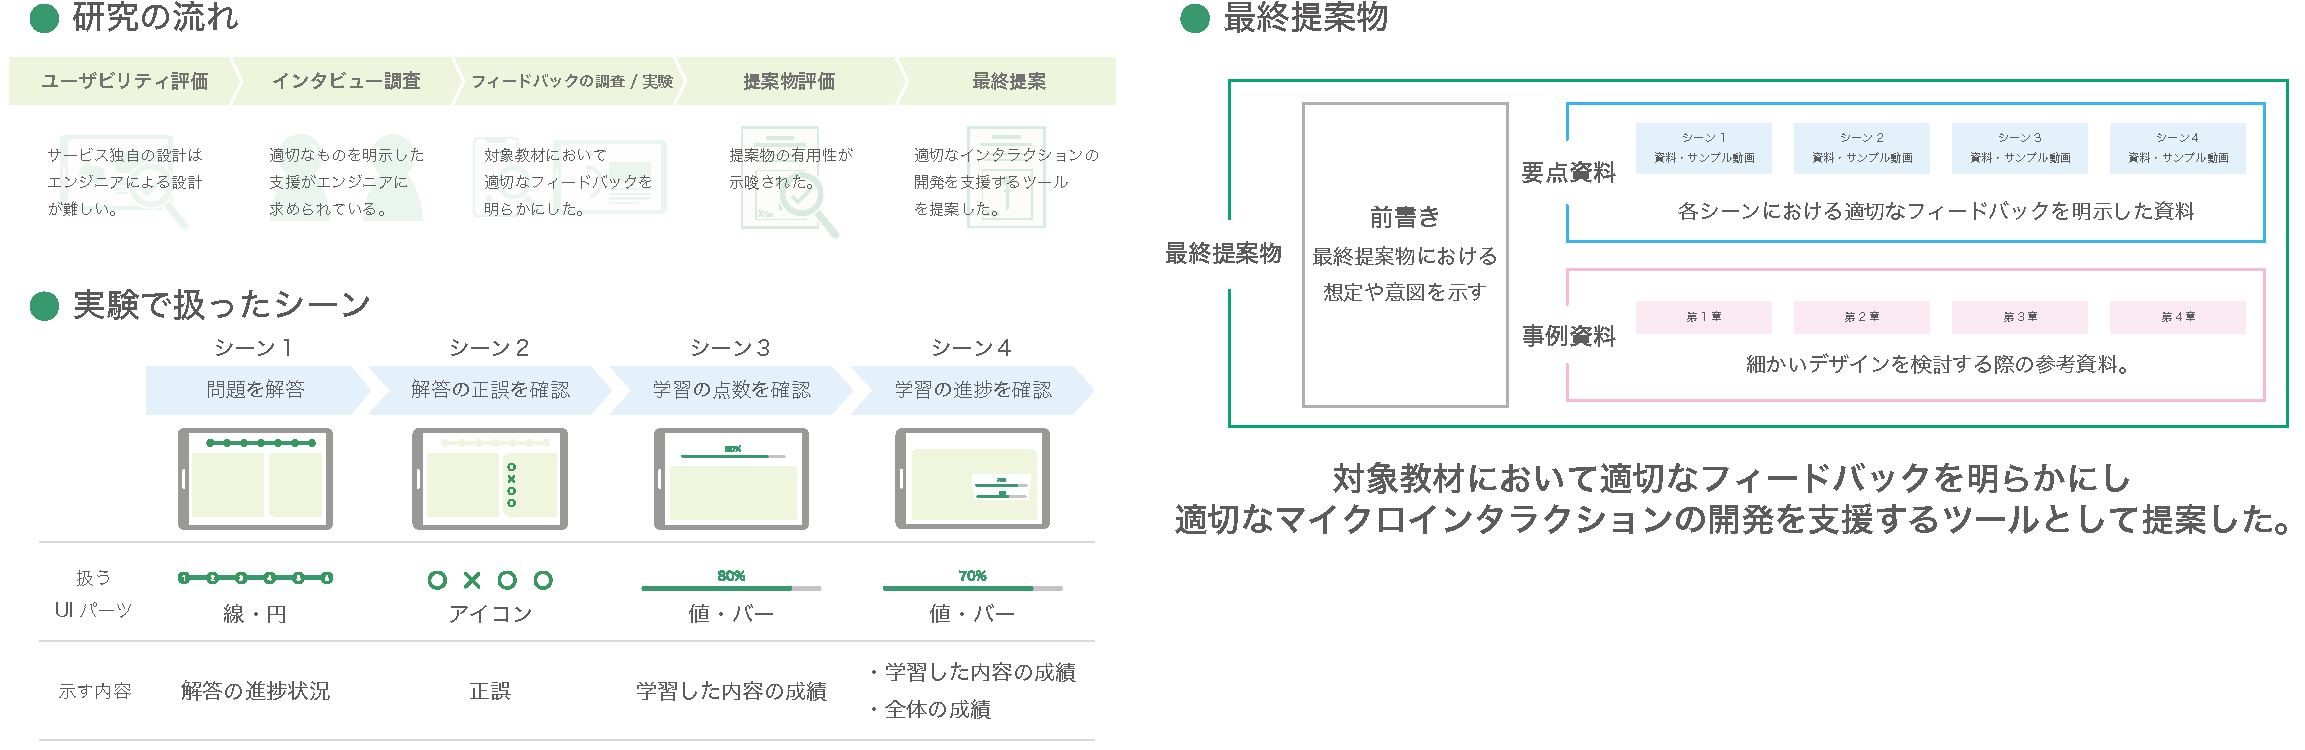 研究の流れ
ユーザビリティ評価
インタビュー調査
フィードバックの調査 / 実験
提案物評価
最終提案
サービス独自の設計は
エンジニアによる設計
が難しい。
適切なものを明示した
支援がエンジニアに
求められている。
対象教材において
適切なフィードバックを
明らかにした。
提案物の有用性が
示唆された。
適切なインタラクションの
開発を支援するツール
を提案した。
実験で扱ったシーン
シーン1
シーン2
シーン3
シーン4
問題を解答
解答の正誤を確認
学習の点数を確認
学習の進捗を確認
80%
扱う
UI パーツ
1 2 3 4 5 6
線・円
アイコン
80%
値・バー
70%
値・バー
示す内容
解答の進捗状況
正誤
学習した内容の成績
・学習した内容の成績
・全体の成績
最終提案物
最終提案物
前書き
最終提案物における
想定や意図を示す
要点資料
シーン1
資料・サンプル動画
シーン2
資料・サンプル動画
シーン3
資料・サンプル動画
シーン4
資料・サンプル動画
各シーンにおける適切なフィードバックを明示した資料
事例資料
第1章
第2章
第3章
第4章
細かいデザインを検討する際の参考資料。
対象教材において適切なフィードバックを明らかにし
適切なマイクロインタラクションの開発を支援するツールとして提案した。